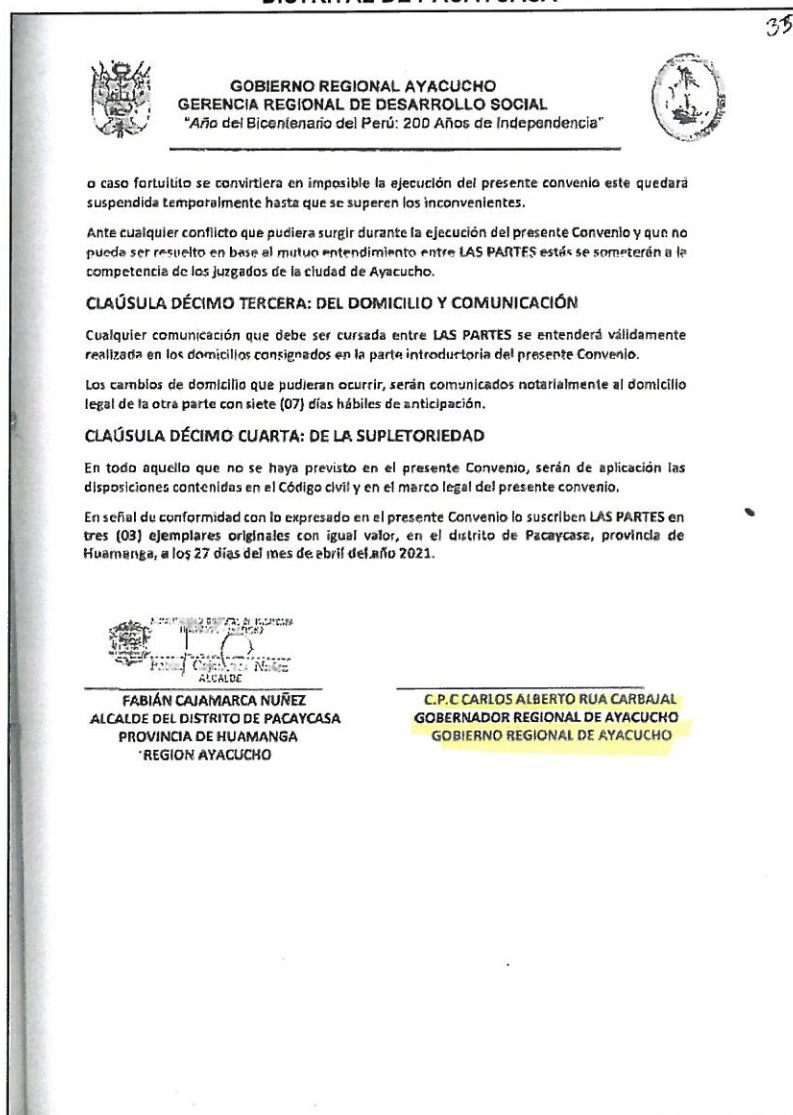 DISTRITAL DE PACAYCASA
35
GOBIERNO REGIONAL AYACUCHO
GERENCIA REGIONAL DE DESARROLLO SOCIAL
"Año del Bicentenario del Perú: 200 Años de Independencia"
o caso fortuitito se convirtiera en imposible la ejecución del presente convenio este quedará
suspendida temporalmente hasta que se superen los inconvenientes.
Ante cualquier conflicto que pudiera surgir durante la ejecución del presente Convenio y que no
pueda ser resuelto en base al mutuo entendimiento entre LAS PARTES estás se someterán a la
competencia de los juzgados de la ciudad de Ayacucho.
CLAÚSULA DÉCIMO TERCERA: DEL DOMICILIO Y COMUNICACIÓN
Cualquier comunicación que debe ser cursada entre LAS PARTES se entenderá válidamente
realizada en los domicilios consignados en la parte introductoria del presente Convenio.
Los cambios de domicilio que pudieran ocurrir, serán comunicados notarialmente al domicilio
legal de la otra parte con siete (07) días hábiles de anticipación.
CLAÚSULA DÉCIMO CUARTA: DE LA SUPLETORIEDAD
En todo aquello que no se haya previsto en el presente Convenio, serán de aplicación las
disposiciones contenidas en el Código civil y en el marco legal del presente convenio.
En señal de conformidad con lo expresado en el presente Convenio lo suscriben LAS PARTES en
tres (03) ejemplares originales con igual valor, en el distrito de Pacaycasa, provincia de
Huamanga, a los 27 días del mes de abril del año 2021.
ALCALDE
FABIÁN CAJAMARCA NUÑEZ
ALCALDE DEL DISTRITO DE PACAYCASA
PROVINCIA DE HUAMANGA
REGION AYACUCHO
C.P.C CARLOS ALBERTO RUA CARBAJAL
GOBERNADOR REGIONAL DE AYACUCHO
GOBIERNO REGIONAL DE AYACUCHO